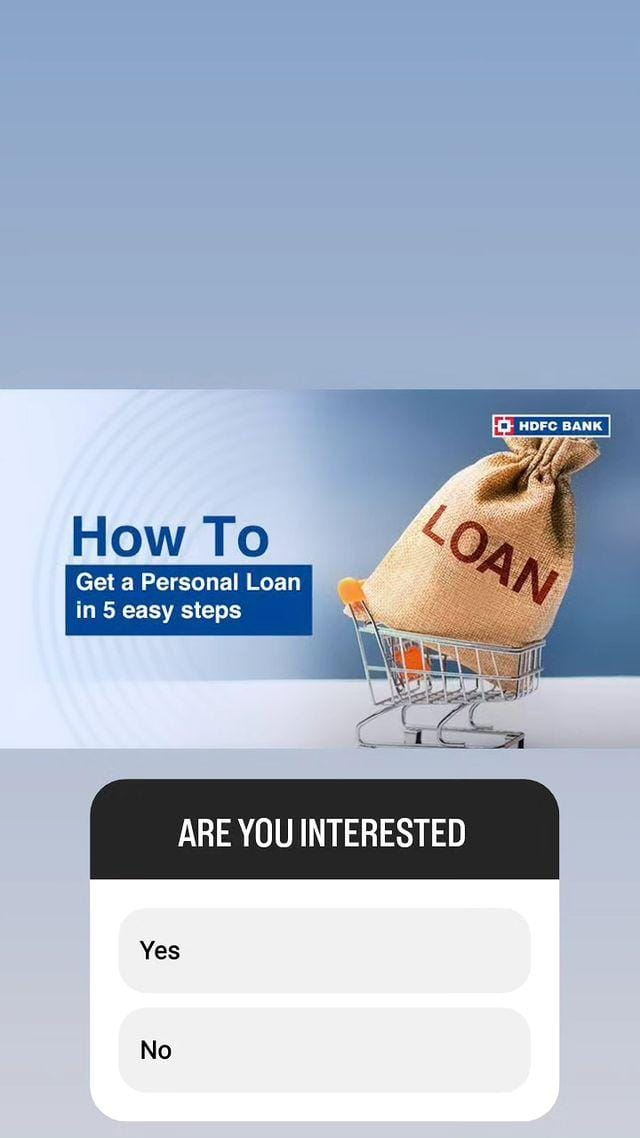 HDFC BANK
How To
Get a Personal Loan
in 5 easy steps
LOAN
ARE YOU INTERESTED
Yes
No